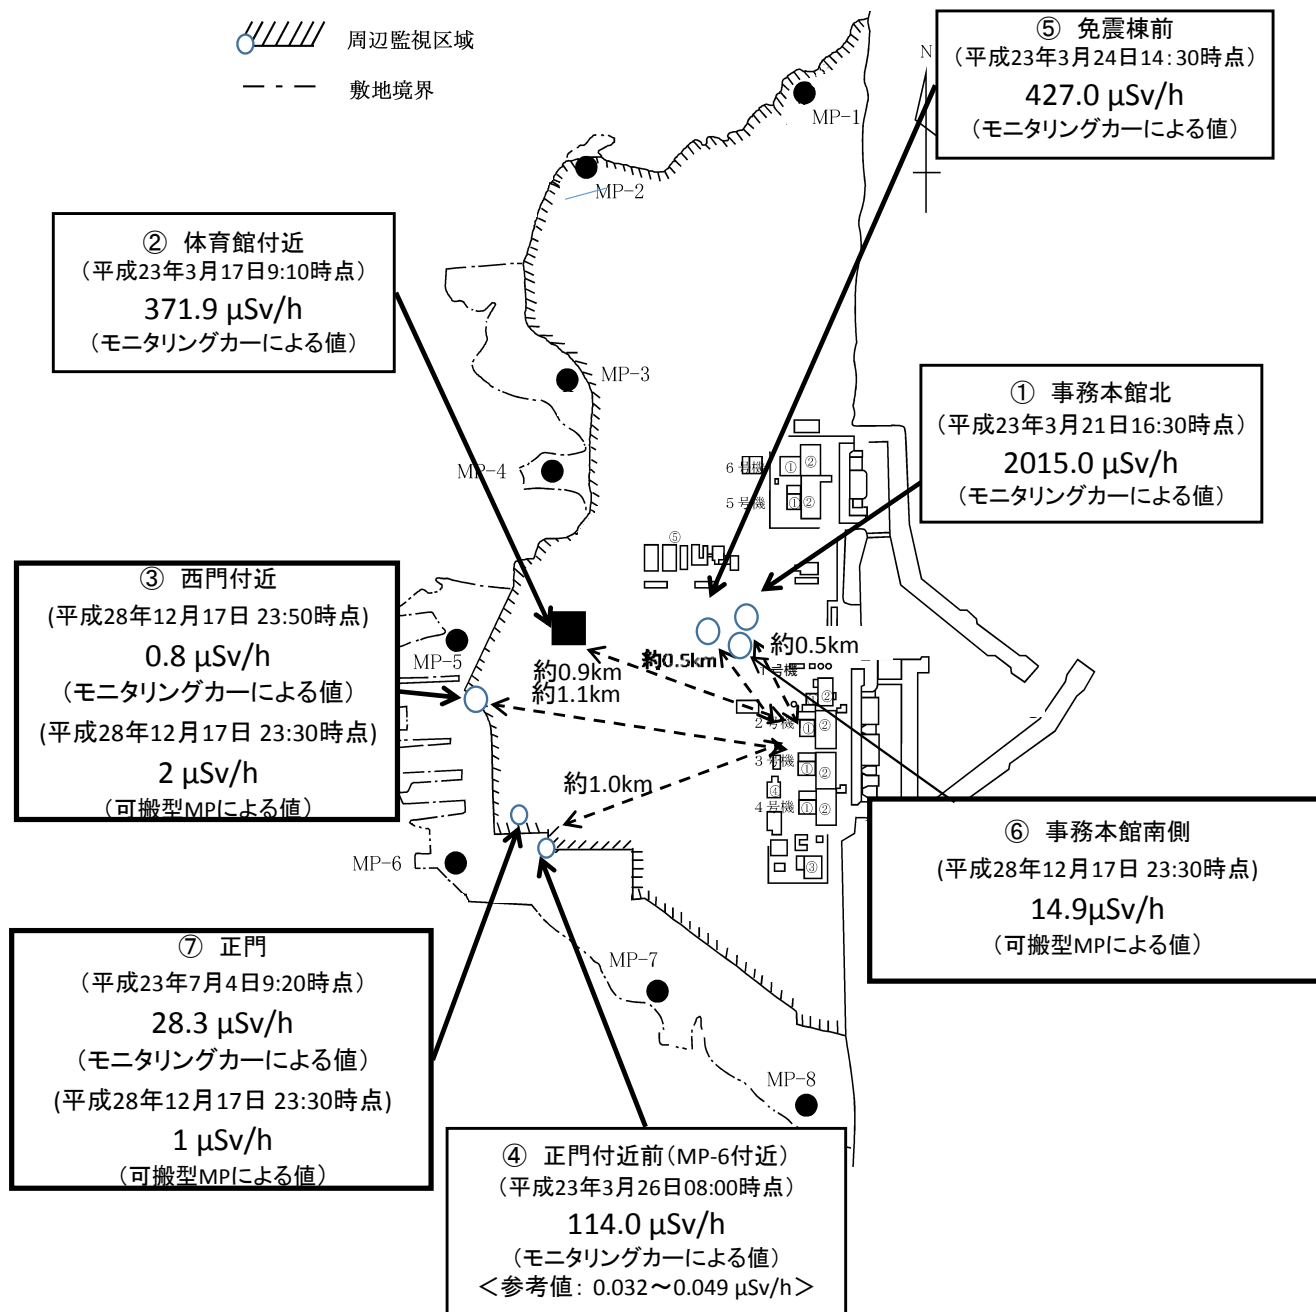 周辺監視区域
敷地境界
⑤ 免震棟前
(平成23年3月24日14:30時点)
427.0 μSv/h
(モニタリングカーによる値)
N
MP-1
MP-2
② 体育館付近
(平成23年3月17日9:10時点)
371.9 μSv/h
(モニタリングカーによる値)
MP-3
① 事務本館北
(平成23年3月21日16:30時点)
2015.0 μSv/h
(モニタリングカーによる値)
MP-4
6号機
①
②
5号機
①
②
⑤
③ 西門付近
(平成28年12月17日 23:50時点)
0.8 μSv/h
(モニタリングカーによる値)
(平成28年12月17日 23:30時点)
2 μSv/h
(可搬型MPによる値)
MP-5
約0.9km
約1.1km
約0.5km
約0.5km
1号機
②
2号機
①
②
3号機
①
②
④
4号機
①
②
③
約1.0km
MP-6
⑥ 事務本館南側
(平成28年12月17日 23:30時点)
14.9μSv/h
(可搬型MPによる値)
⑦ 正門
(平成23年7月4日9:20時点)
28.3 μSv/h
(モニタリングカーによる値)
(平成28年12月17日 23:30時点)
1 μSv/h
(可搬型MPによる値)
MP-7
MP-8
④ 正門付近前(MP-6付近)
(平成23年3月26日08:00時点)
114.0 μSv/h
(モニタリングカーによる値)
<参考値: 0.032～0.049 μSv/h>